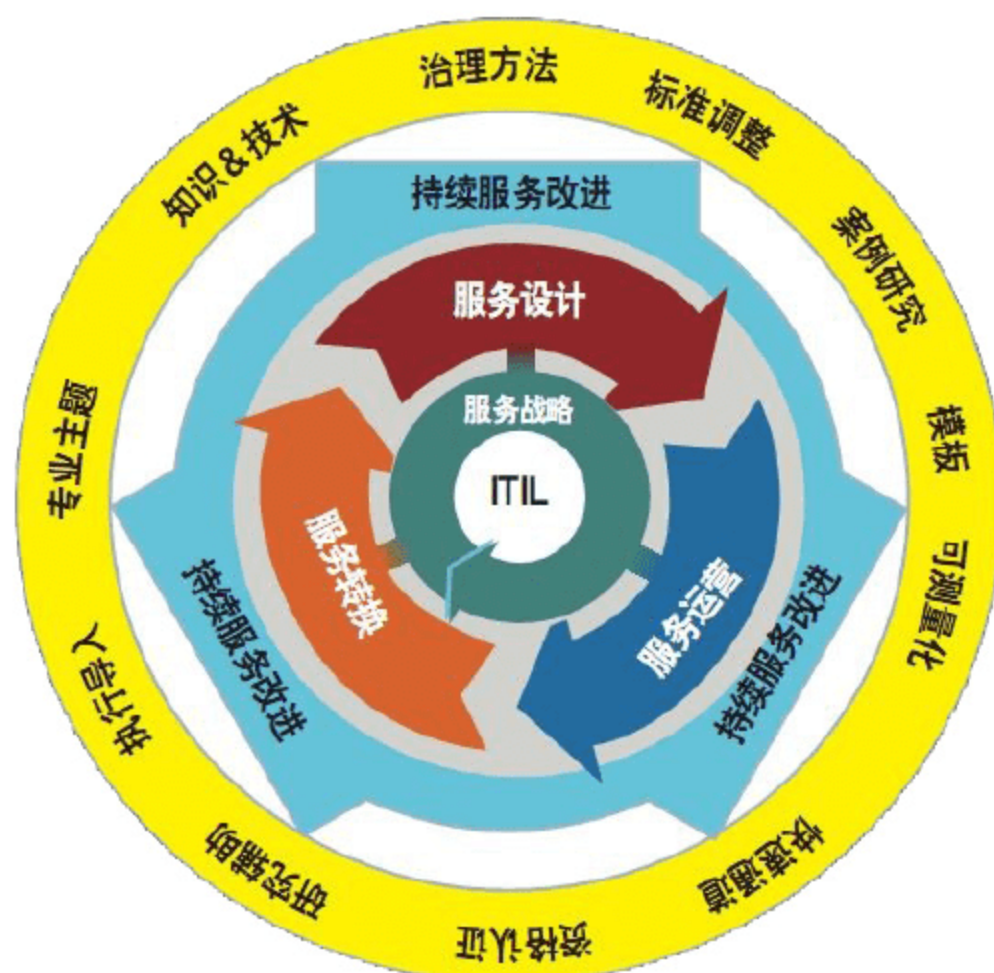 治理方法
标准调整
案例研究
模板
可测量化
快速通道
资格认证
研究辅助
执行导入
专业主题
知识&技术
持续服务改进
持续服务改进
持续服务改进
服务设计
服务运营
服务转换
服务战略
ITIL